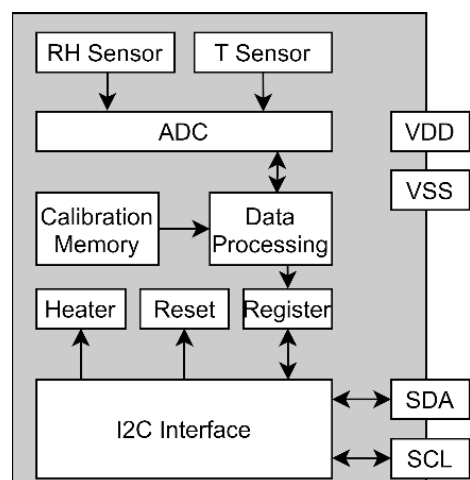 RH Sensor
T Sensor
ADC
VDD
VSS
Calibration
Memory
Data
Processing
Heater
Reset
Register
I2C Interface
SDA
SCL